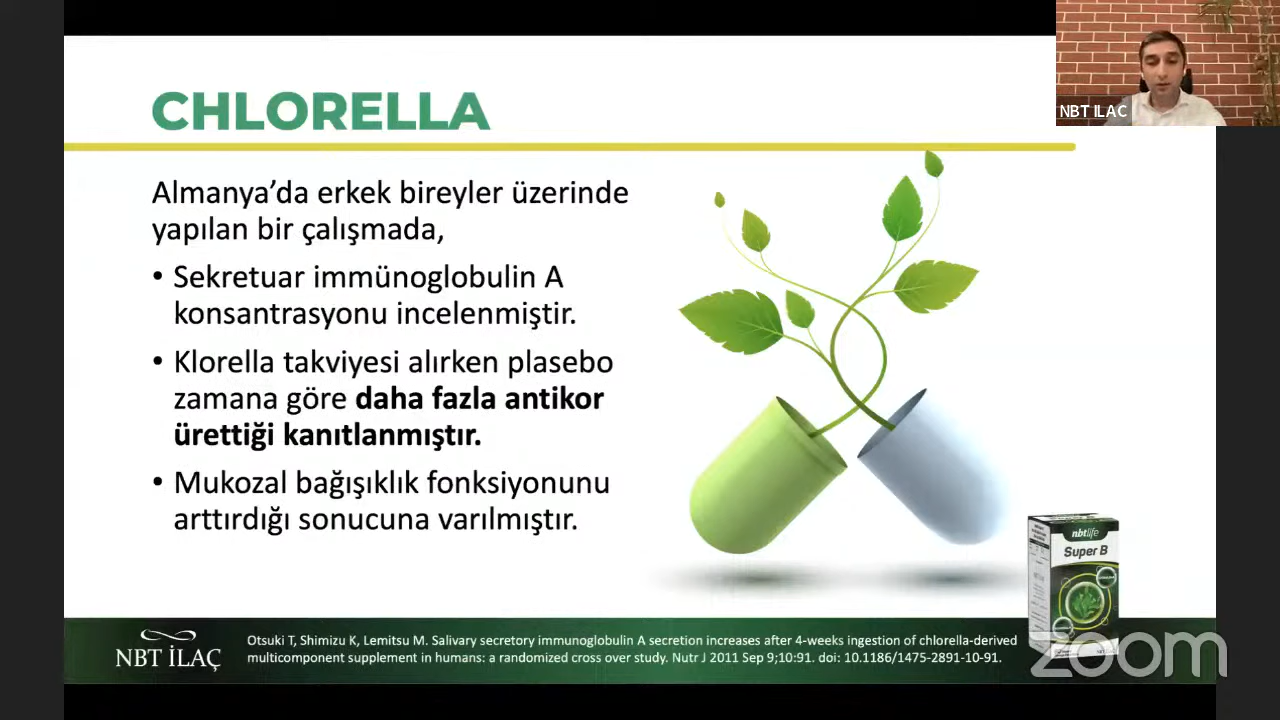 CHLORELLA
NBT ILAC
Almanya’da erkek bireyler üzerinde
yapılan bir çalışmada,
• Sekretuar immünoglobulin A
konsantrasyonu incelenmiştir.
• Klorella takviyesi alırken plasebo
zamana göre daha fazla antikor
ürettiği kanıtlanmıştır.
• Mukozal bağışıklık fonksiyonunu
arttırdığı sonucuna varılmıştır.
nbtlife
Super B
NBT İLAÇ
Otsuki T, Shimizu K, Lemitsu M. Salivary secretory immunoglobulin A secretion increases after 4-weeks ingestion of chlorella-derived
multicomponent supplement in humans: a randomized cross over study. Nutr J 2011 Sep 9;10:91. doi: 10.1186/1475-2891-10-91.
zoom